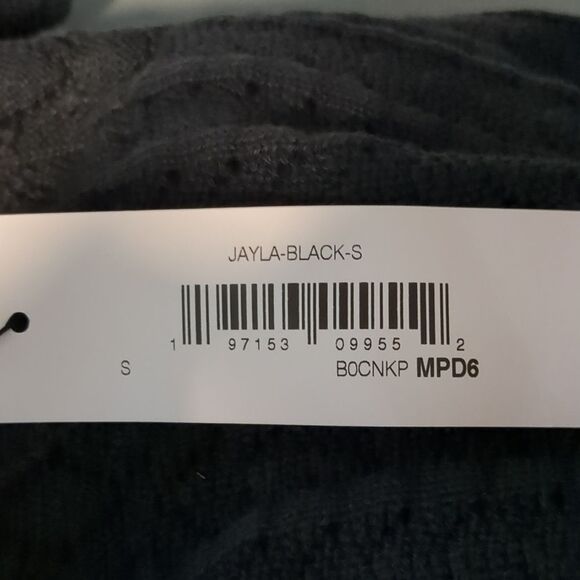 JAYLA-BLACK-S
1 97153 09955 2
S B0CNKP MPD6